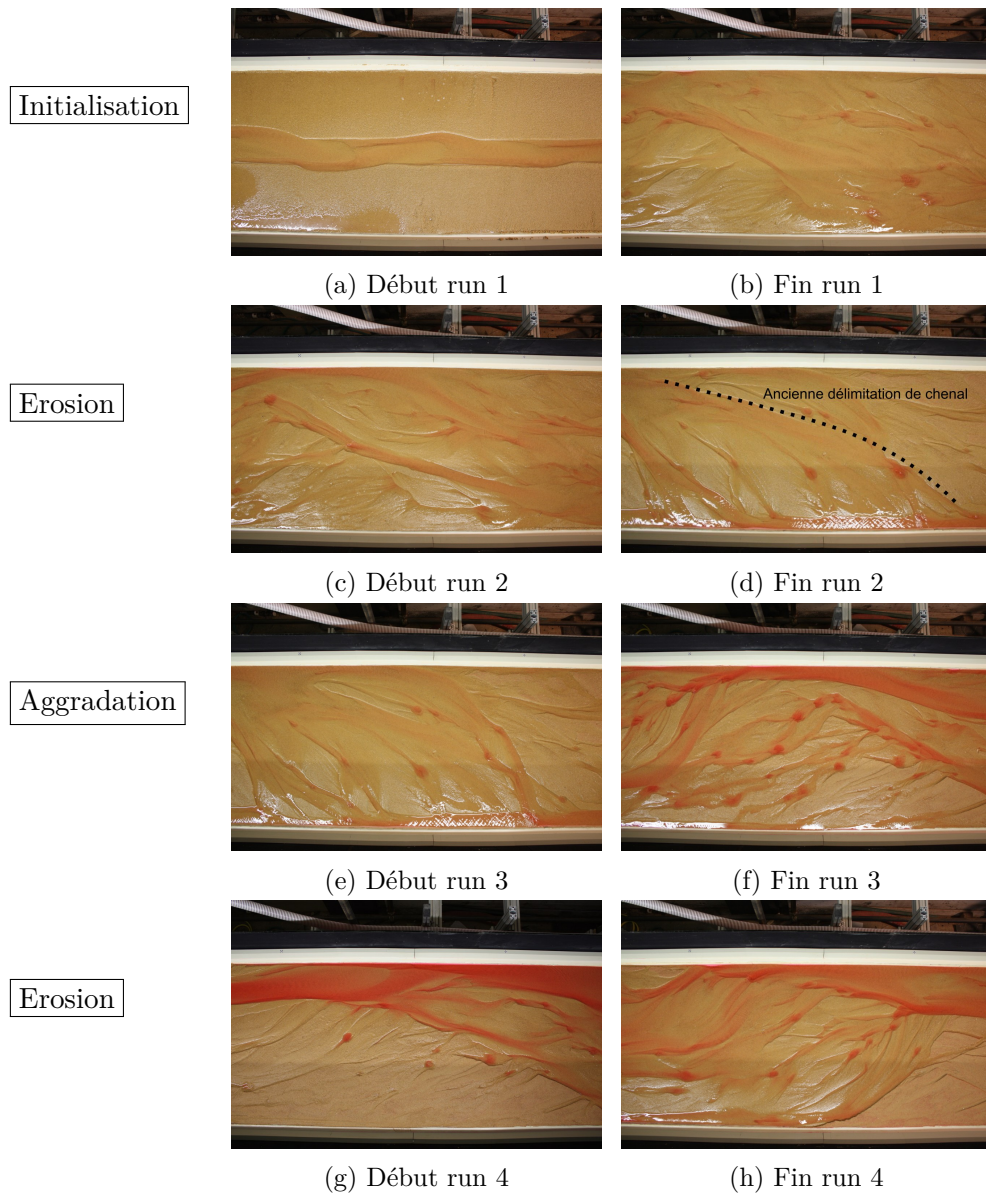 Initialisation
(a) Début run 1
(b) Fin run 1
Erosion
Ancienne délimitation de chenal
(c) Début run 2
(d) Fin run 2
Aggradation
(e) Début run 3
(f) Fin run 3
Erosion
(g) Début run 4
(h) Fin run 4